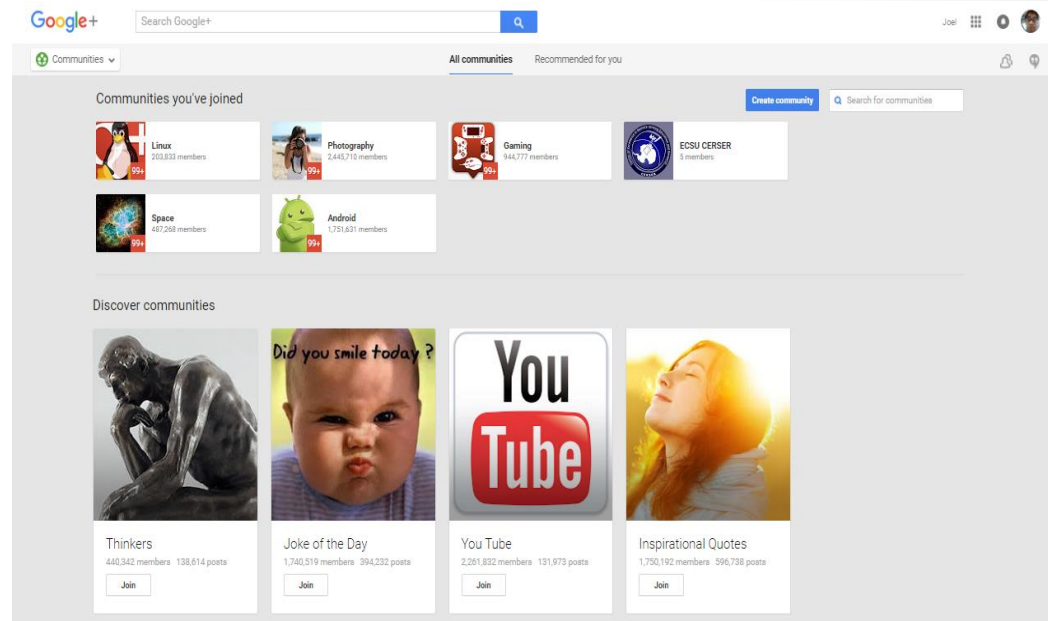 Google+
Search Google+
Joel
Communities
All communities
Recommended for you
Communities you've joined
Create community
Search for communities
Linux
203,833 members
99+
Photography
2,445,710 members
99+
Gaming
944,777 members
99+
ECSU CERSER
5 members
Space
487,268 members
99+
Android
1,751,631 members
99+
Discover communities
Did you smile today ?
You
Tube
Thinkers
440,342 members 138,614 posts
Join
Joke of the Day
1,740,519 members 394,232 posts
Join
You Tube
2,261,832 members 131,973 posts
Join
Inspirational Quotes
1,750,192 members 596,738 posts
Join